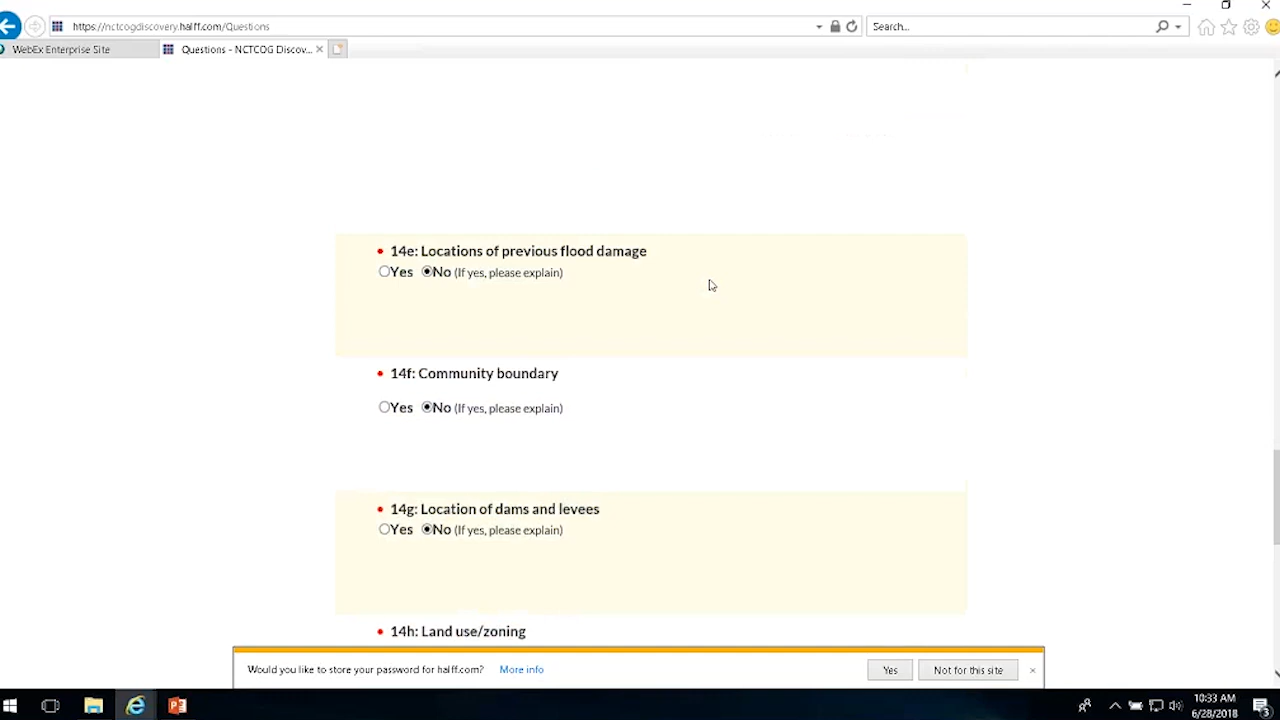 https://nctcogdiscovery.halff.com/Questions
Search...
WebEx Enterprise Site
Questions - NCTCOG Discov...
14e: Locations of previous flood damage
Yes No (If yes, please explain)
14f: Community boundary
Yes No (If yes, please explain)
14g: Location of dams and levees
Yes No (If yes, please explain)
14h: Land use/zoning
Would you like to store your password for halff.com? More info Yes Not for this site
10:33 AM
6/28/2018
3